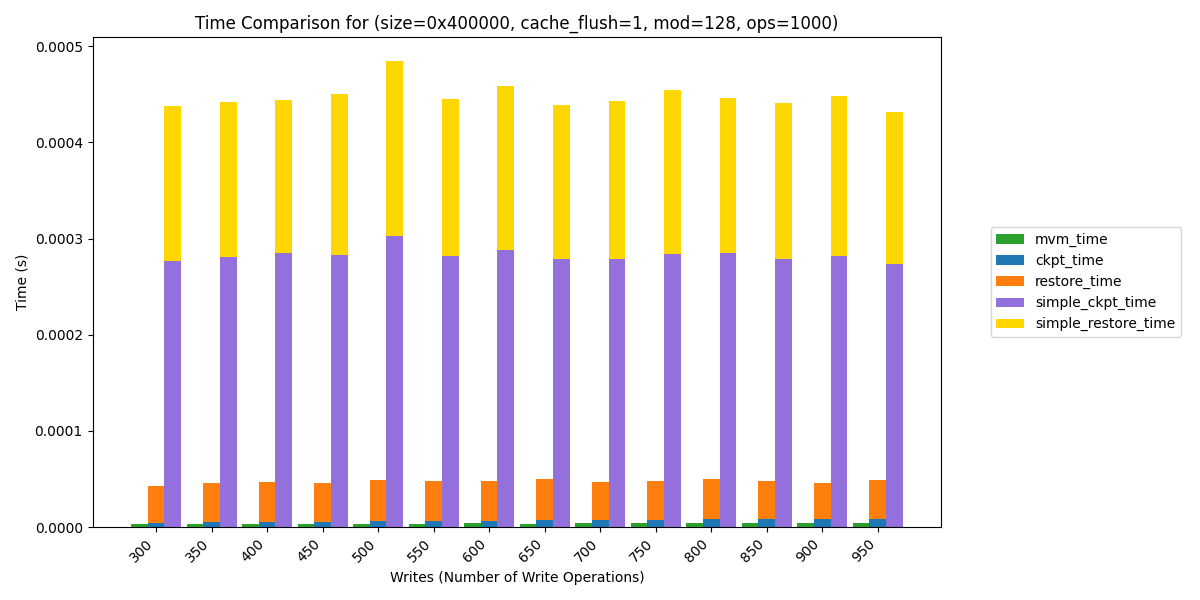 Time Comparison for (size=0x400000, cache_flush=1, mod=128, ops=1000)
Time (s)
0.0005
0.0004
0.0003
0.0002
0.0001
0.0000
300 350 400 450 500 550 600 650 700 750 800 850 900 950
Writes (Number of Write Operations)
mvm_time
ckpt_time
restore_time
simple_ckpt_time
simple_restore_time